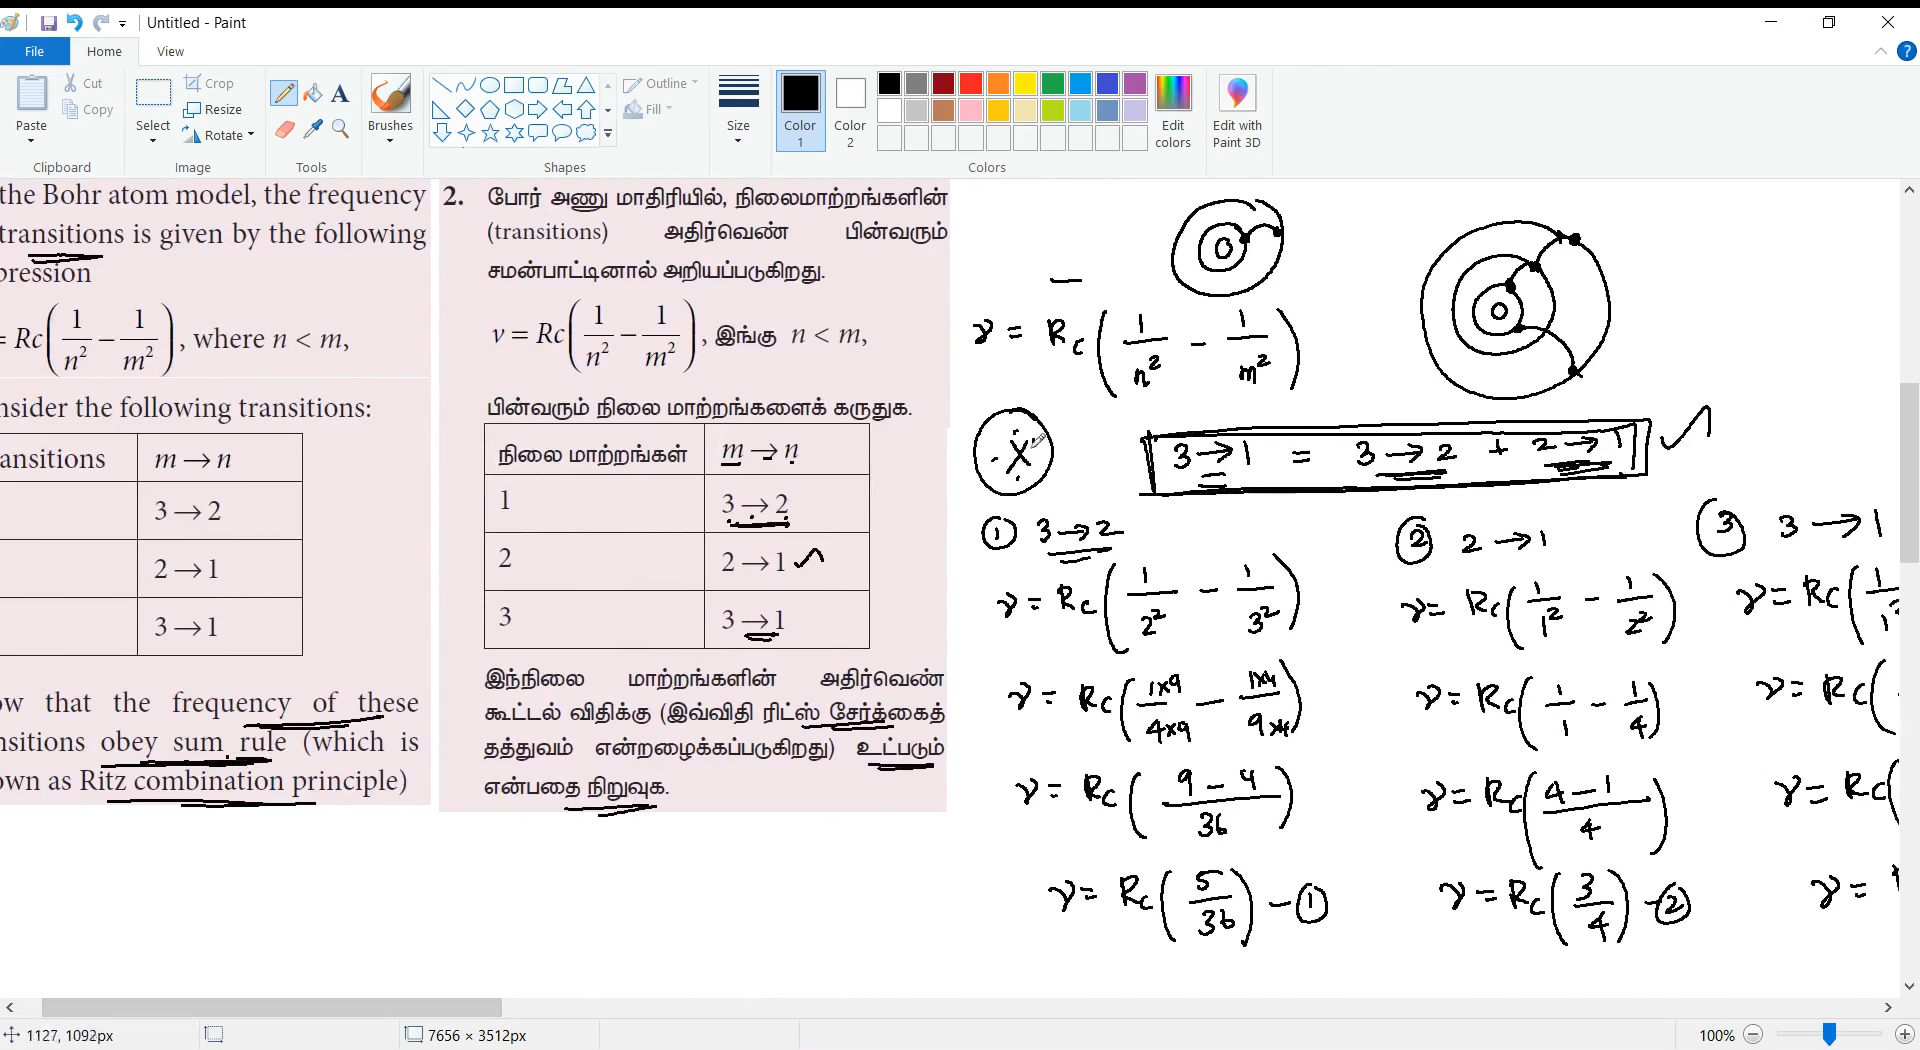 Untitled - Paint
File Home View
Paste
Cut
Copy
Clipboard
Select
Crop
Resize
Rotate
Image
Tools
Brushes
Shapes
Outline
Fill
Size
Color 1
Color 2
Edit colors
Edit with Paint 3D
Colors
the Bohr atom model, the frequency
transitions is given by the following
pression
= Rc(1/n² − 1/m²), where n < m,
nsider the following transitions:
ansitions m → n
3 → 2
2 → 1
3 → 1
ow that the frequency of these
nsitions obey sum rule (which is
own as Ritz combination principle)
2. போர் அணு மாதிரியில், நிலைமாற்றங்களின்
(transitions) அதிர்வெண் பின்வரும்
சமன்பாட்டினால் அறியப்படுகிறது.
ν = Rc(1/n² − 1/m²), இங்கு n < m,
பின்வரும் நிலை மாற்றங்களைக் கருதுக.
நிலை மாற்றங்கள் m → n
1 3 → 2
2 2 → 1
3 3 → 1
இந்நிலை மாற்றங்களின் அதிர்வெண்
கூட்டல் விதிக்கு (இவ்விதி ரிட்ஸ் சேர்க்கைத்
தத்துவம் என்றழைக்கப்படுகிறது) உட்படும்
என்பதை நிறுவுக.
ν = Rc(1/n² − 1/m²)
3 → 1 = 3 → 2 + 2 → 1
① 3 → 2
ν = Rc(1/2² − 1/3²)
ν = Rc(1×9/4×9 − 1×4/9×4)
ν = Rc(9 − 4/36)
ν = Rc(5/36) – ①
② 2 → 1
ν = Rc(1/1² − 1/2²)
ν = Rc(1/1 − 1/4)
ν = Rc(4 − 1/4)
ν = Rc(3/4) – ②
③ 3 → 1
ν = Rc(1/1²
ν = Rc(
ν = Rc(
ν =
1127, 1092px
7656 × 3512px
100%